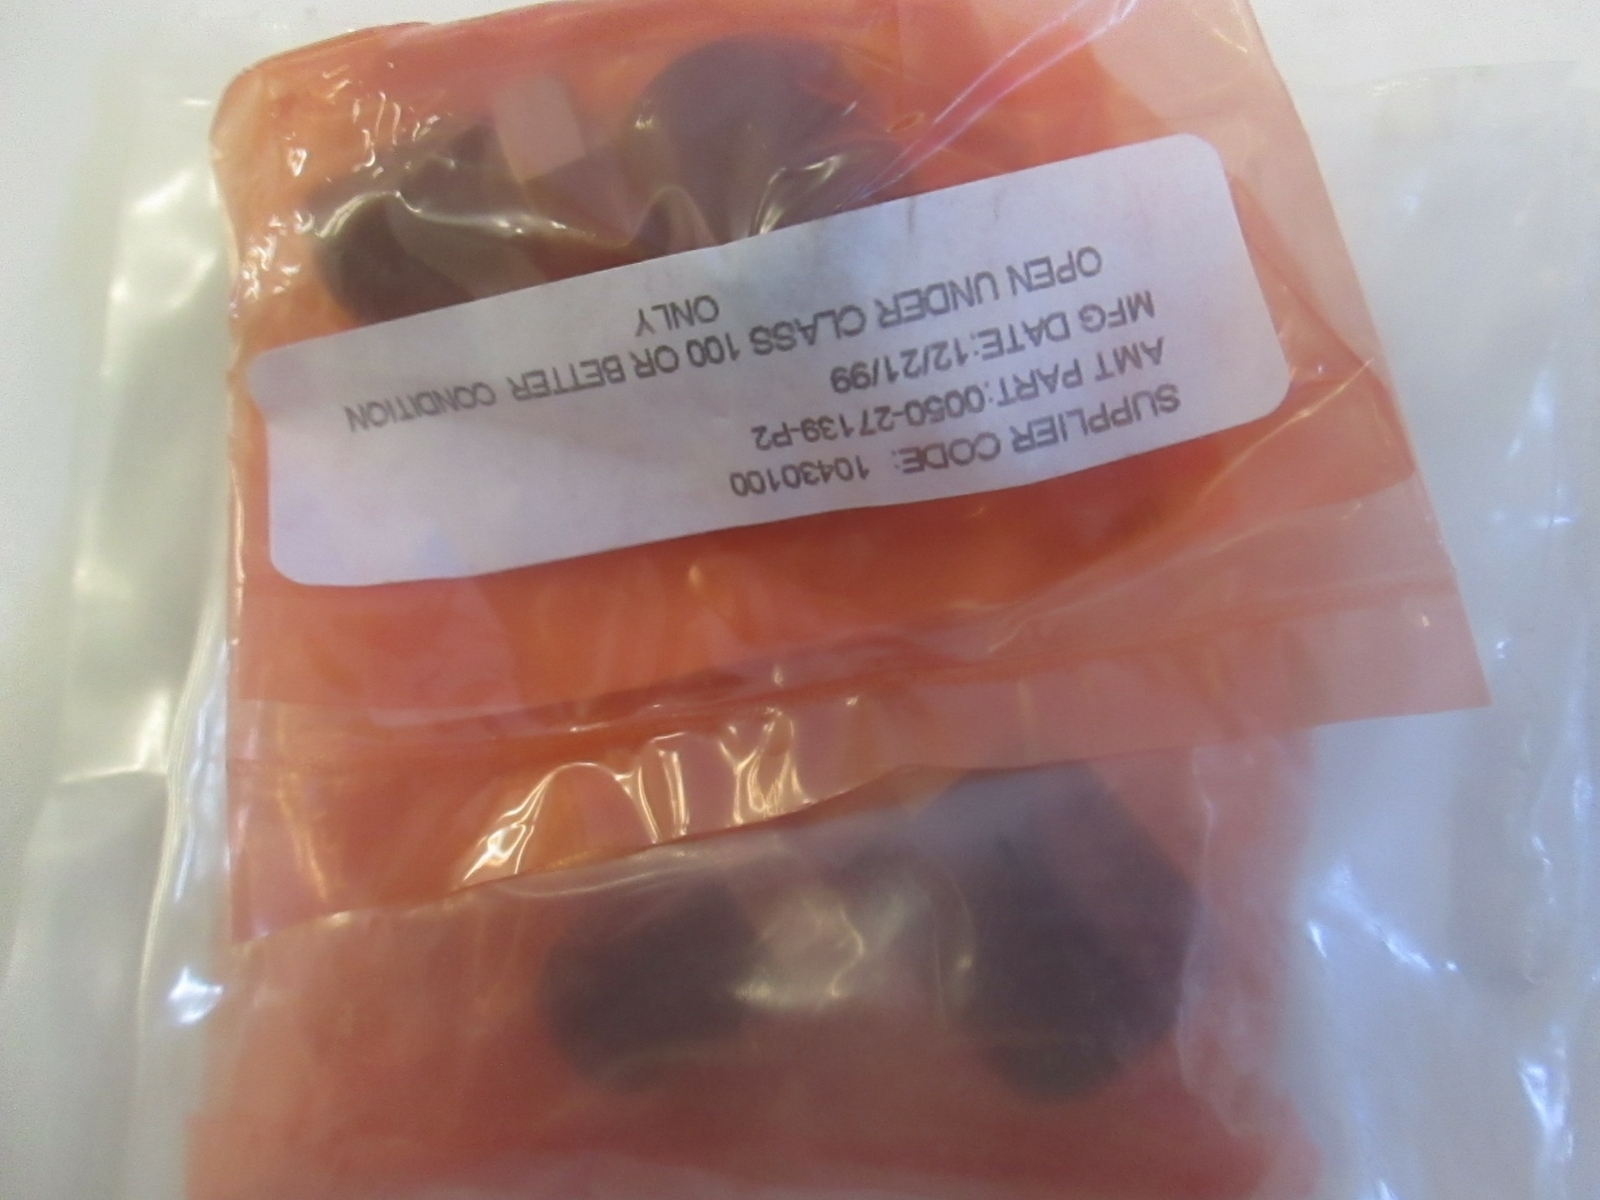 SUPPLIER CODE: 10430100
AMT PART:0050-27139-P2
MFG DATE:12/21/99
OPEN UNDER CLASS 100 OR BETTER CONDITION
ONLY